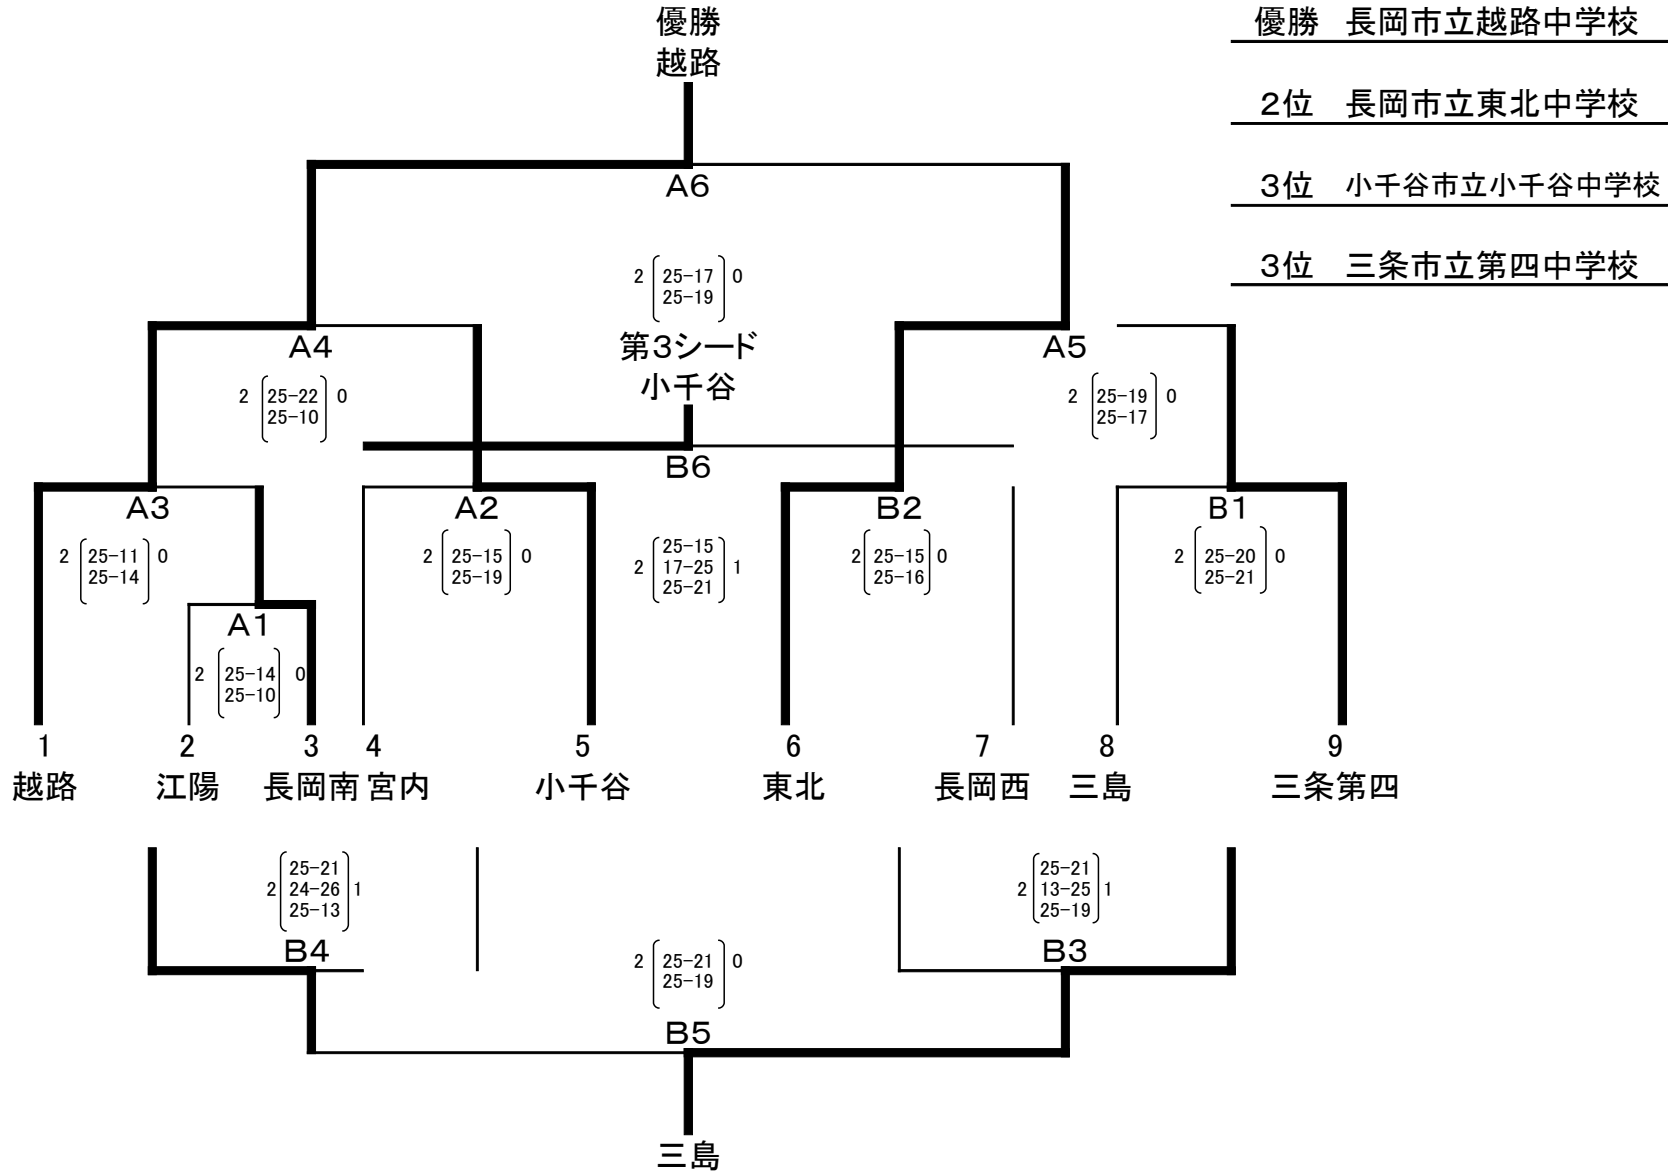 優勝
越路
優勝 長岡市立越路中学校
2位 長岡市立東北中学校
3位 小千谷市立小千谷中学校
3位 三条市立第四中学校
A6
2 25-17 0
25-19
第3シード
小千谷
A4
2 25-22 0
25-10
A5
2 25-19 0
25-17
B6
25-15
2 17-25 1
25-21
A3
2 25-11 0
25-14
A2
2 25-15 0
25-19
B2
2 25-15 0
25-16
B1
2 25-20 0
25-21
A1
2 25-14 0
25-10
1 2 3 4 5 6 7 8 9
越路 江陽 長岡南 宮内 小千谷 東北 長岡西 三島 三条第四
25-21
2 24-26 1
25-13
B4
25-21
2 13-25 1
25-19
B3
2 25-21 0
25-19
B5
三島